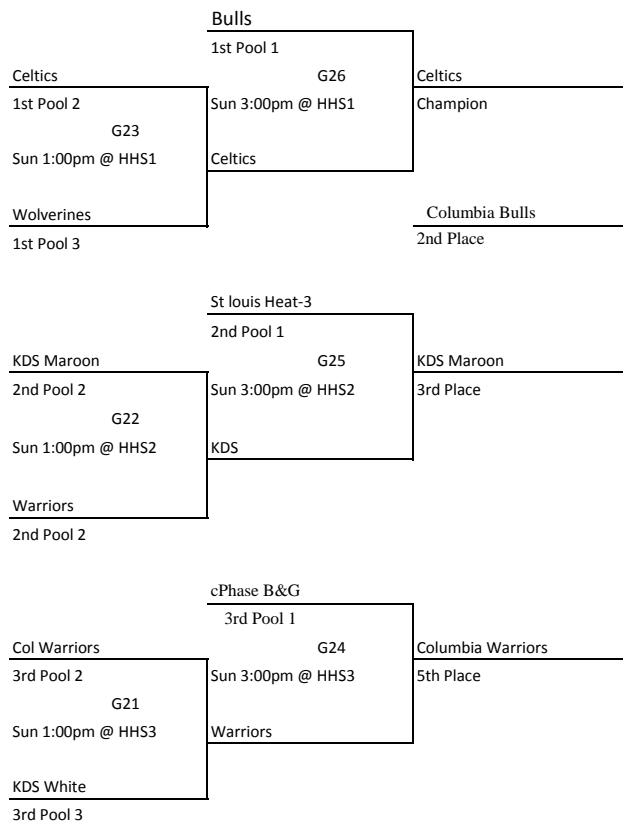 Bulls
1st Pool 1
Celtics G26 Celtics
1st Pool 2 Sun 3:00pm @ HHS1 Champion
G23
Sun 1:00pm @ HHS1 Celtics
Wolverines Columbia Bulls
1st Pool 3 2nd Place
St louis Heat-3
2nd Pool 1
KDS Maroon G25 KDS Maroon
2nd Pool 2 Sun 3:00pm @ HHS2 3rd Place
G22
Sun 1:00pm @ HHS2 KDS
Warriors
2nd Pool 2
cPhase B&G
3rd Pool 1
Col Warriors G24 Columbia Warriors
3rd Pool 2 Sun 3:00pm @ HHS3 5th Place
G21
Sun 1:00pm @ HHS3 Warriors
KDS White
3rd Pool 3